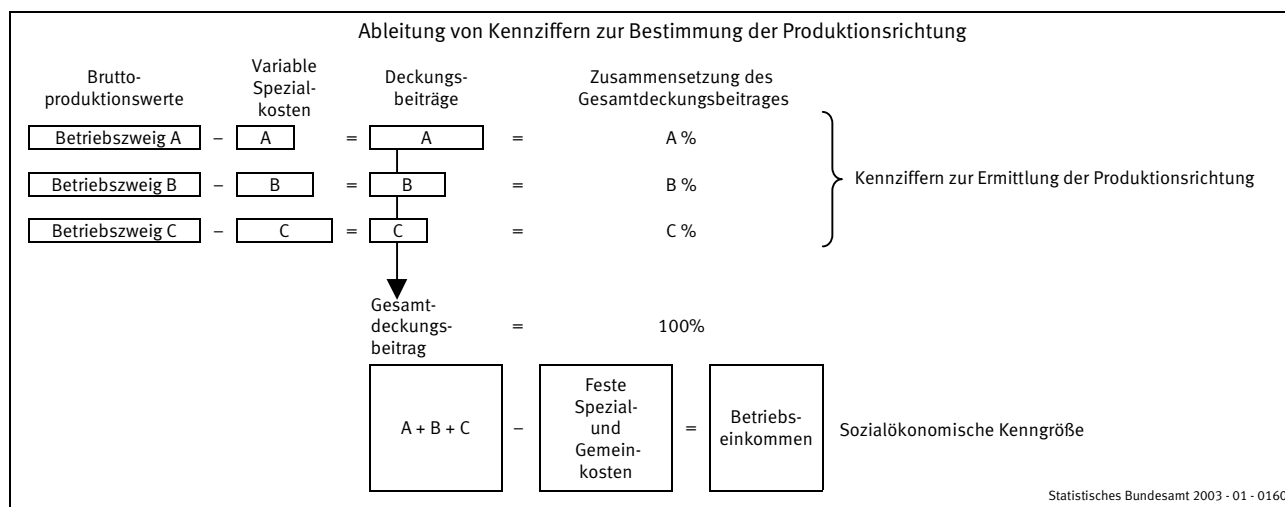 Ableitung von Kennziffern zur Bestimmung der Produktionsrichtung
Brutto-
produktionswerte
Variable
Spezial-
kosten
Deckungs-
beiträge
Zusammensetzung des
Gesamtdeckungsbeitrages
Betriebszweig A – A = A = A %
Betriebszweig B – B = B = B %
Betriebszweig C – C = C = C %
Kennziffern zur Ermittlung der Produktionsrichtung
Gesamt-
deckungs- = 100%
beitrag
A + B + C –
Feste
Spezial-
und
Gemein-
kosten
=
Betriebs-
einkommen
Sozialökonomische Kenngröße
Statistisches Bundesamt 2003 - 01 - 0160